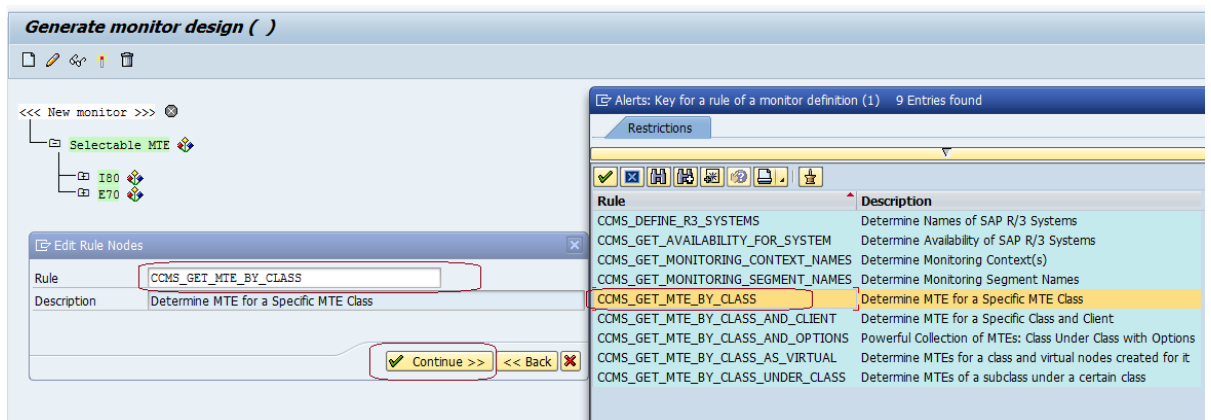 Generate monitor design ( )
<<< New monitor >>>
Selectable MTE
I80
E70
Edit Rule Nodes
Rule CCMS_GET_MTE_BY_CLASS
Description Determine MTE for a Specific MTE Class
Continue >> << Back
Alerts: Key for a rule of a monitor definition (1) 9 Entries found
Restrictions
Rule Description
CCMS_DEFINE_R3_SYSTEMS Determine Names of SAP R/3 Systems
CCMS_GET_AVAILABILITY_FOR_SYSTEM Determine Availability of SAP R/3 Systems
CCMS_GET_MONITORING_CONTEXT_NAMES Determine Monitoring Context(s)
CCMS_GET_MONITORING_SEGMENT_NAMES Determine Monitoring Segment Names
CCMS_GET_MTE_BY_CLASS Determine MTE for a Specific MTE Class
CCMS_GET_MTE_BY_CLASS_AND_CLIENT Determine MTE for a Specific Class and Client
CCMS_GET_MTE_BY_CLASS_AND_OPTIONS Powerful Collection of MTEs: Class Under Class with Options
CCMS_GET_MTE_BY_CLASS_AS_VIRTUAL Determine MTEs for a class and virtual nodes created for it
CCMS_GET_MTE_BY_CLASS_UNDER_CLASS Determine MTEs of a subclass under a certain class